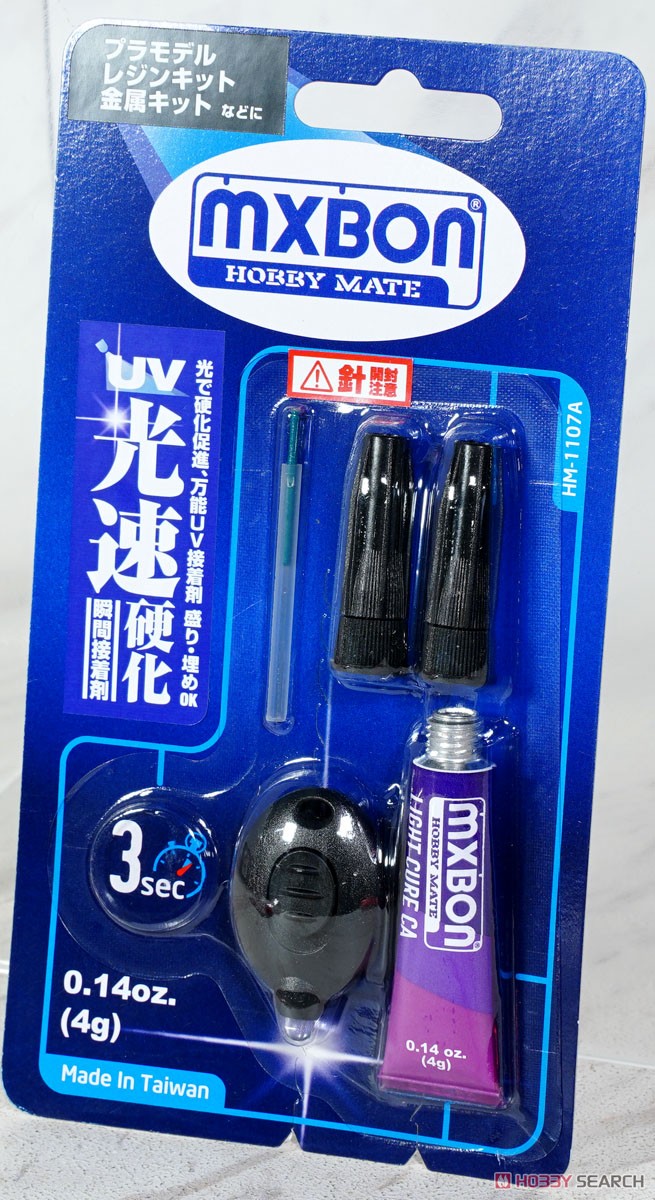 プラモデル
レジンキット
金属キット などに
MXBON®
HOBBY MATE
⚠ 針 開封注意
HM-1107A
UV
光速硬化
瞬間接着剤
光で硬化促進、万能UV接着剤 盛り・埋めOK
3sec
0.14oz.
(4g)
Made In Taiwan
MXBON®
HOBBY MATE
LIGHT CURE CA
0.14 oz.
(4g)
HOBBY SEARCH